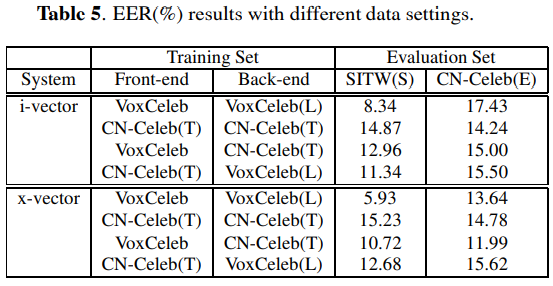 Table 5. EER(%) results with different data settings.
Training Set Evaluation Set
System Front-end Back-end SITW(S) CN-Celeb(E)
i-vector VoxCeleb VoxCeleb(L) 8.34 17.43
CN-Celeb(T) CN-Celeb(T) 14.87 14.24
VoxCeleb CN-Celeb(T) 12.96 15.00
CN-Celeb(T) VoxCeleb(L) 11.34 15.50
x-vector VoxCeleb VoxCeleb(L) 5.93 13.64
CN-Celeb(T) CN-Celeb(T) 15.23 14.78
VoxCeleb CN-Celeb(T) 10.72 11.99
CN-Celeb(T) VoxCeleb(L) 12.68 15.62